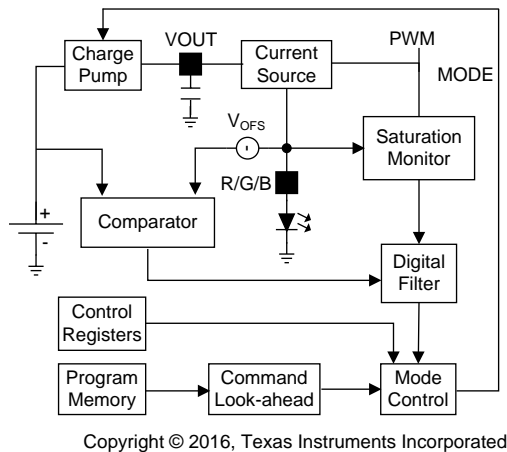 VOUT
Charge
Pump
Current
Source
PWM
MODE
VOFS
Saturation
Monitor
R/G/B
+
-
Comparator
Digital
Filter
Control
Registers
Program
Memory
Command
Look-ahead
Mode
Control
Copyright © 2016, Texas Instruments Incorporated